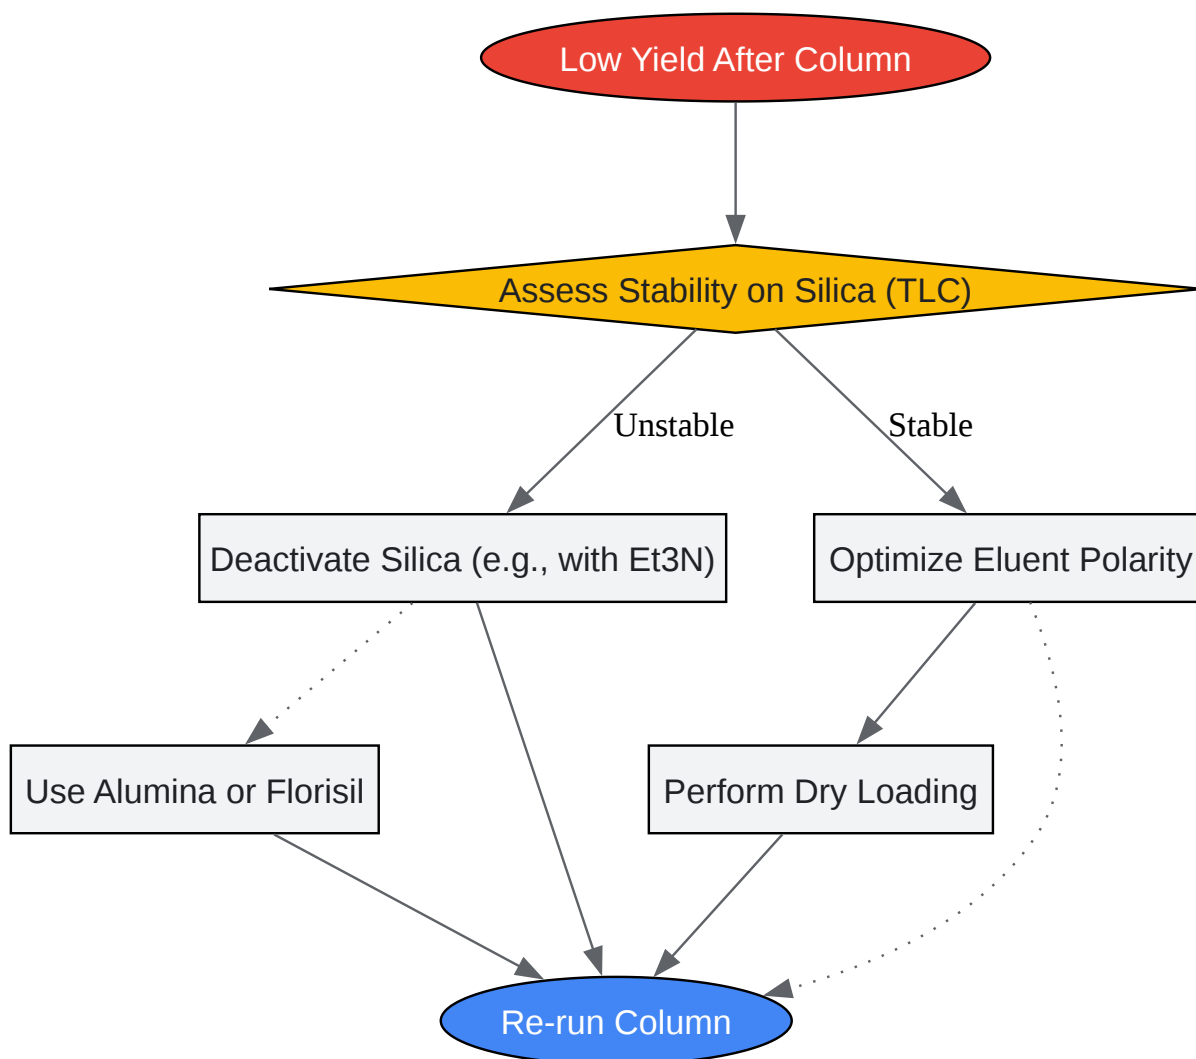 Low Yield After Column
Assess Stability on Silica (TLC)
Unstable
Stable
Deactivate Silica (e.g., with Et3N)
Optimize Eluent Polarity
Use Alumina or Florisil
Perform Dry Loading
Re-run Column